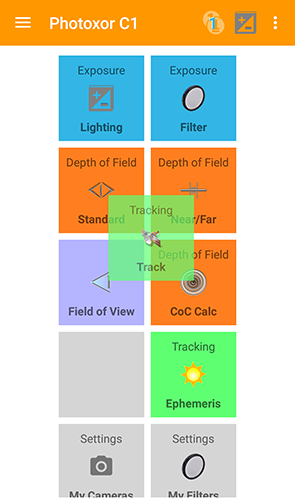 Photoxor C1
Exposure
Exposure
Lighting
Filter
Depth of Field
Depth of Field
Standard
Near/Far
Tracking
Track
Depth of Field
Field of View
CoC Calc
Tracking
Ephemeris
Settings
Settings
My Cameras
My Filters